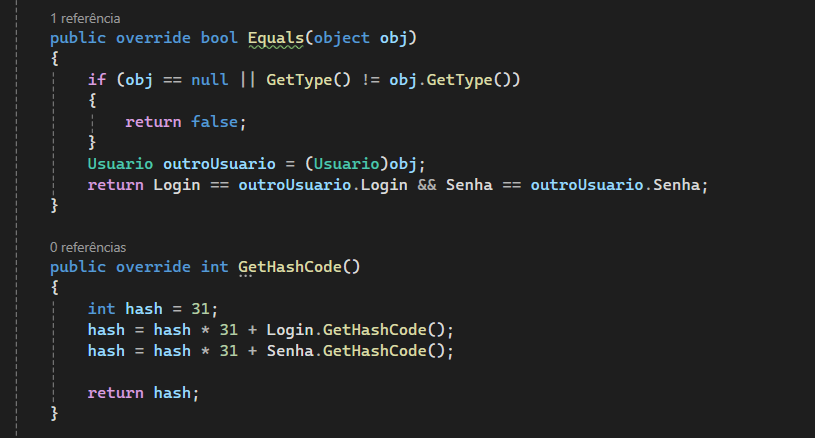 1 referência
public override bool Equals(object obj)
{
if (obj == null || GetType() != obj.GetType())
{
return false;
}
Usuario outroUsuario = (Usuario)obj;
return Login == outroUsuario.Login && Senha == outroUsuario.Senha;
}
0 referências
public override int GetHashCode()
{
int hash = 31;
hash = hash * 31 + Login.GetHashCode();
hash = hash * 31 + Senha.GetHashCode();
return hash;
}